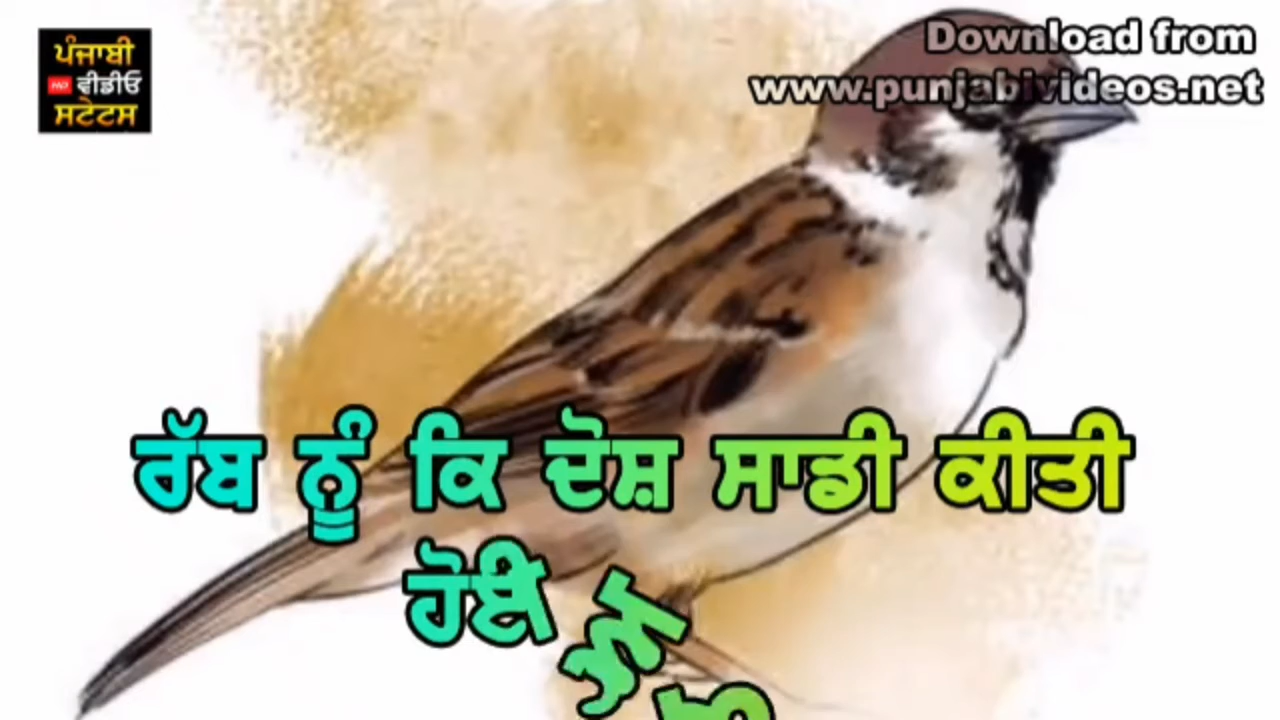 ਪੰਜਾਬੀ
ਵੀਡੀਓ
ਸਟੇਟਸ
Download from
www.punjabivideos.net
ਰੱਬ ਨੂੰ ਕਿ ਦੋਸ਼ ਸਾਡੀ ਕੀਤੀ